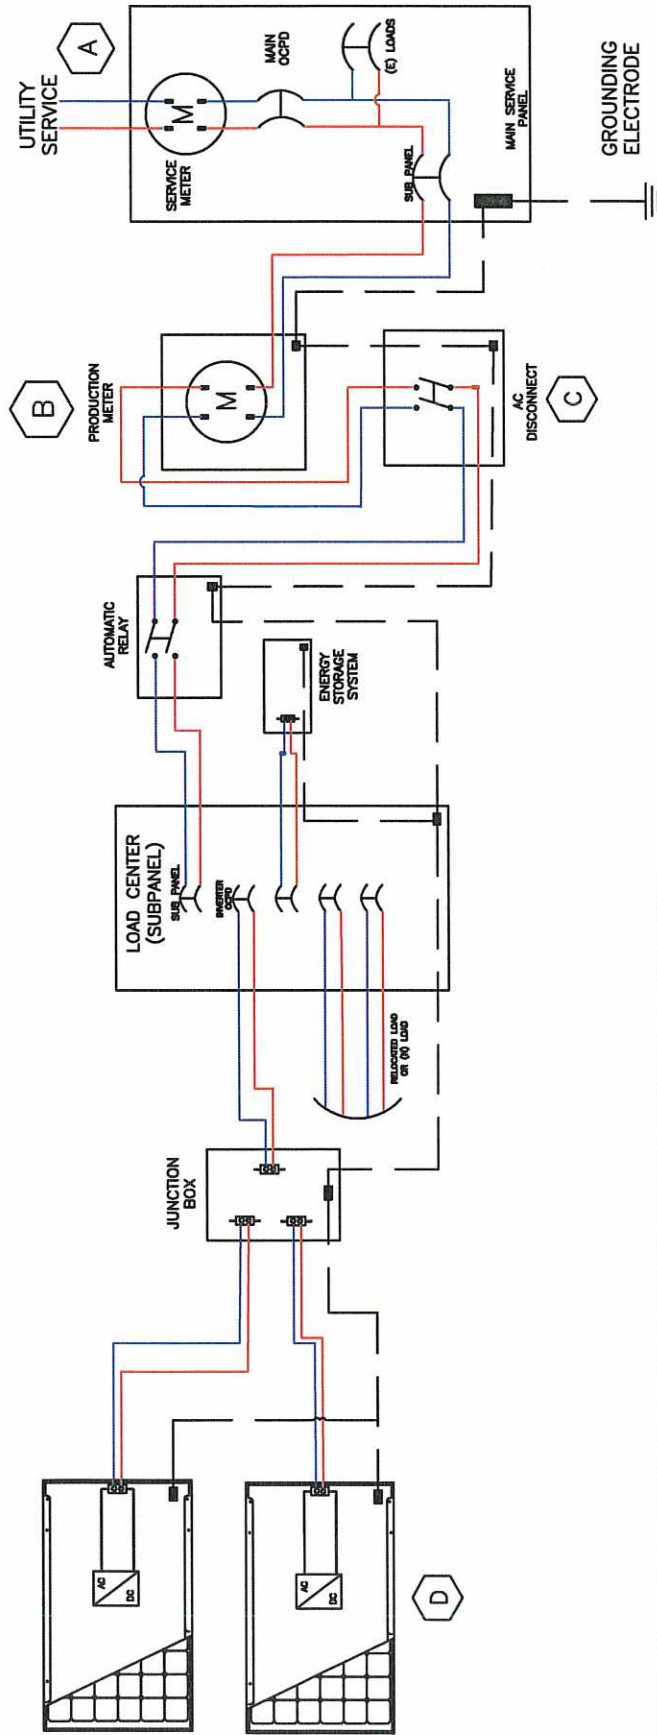 A
UTILITY
SERVICE
SERVICE
METER
M
MAIN
OCPD
(E) LOADS
SUB PANEL
MAIN SERVICE
PANEL
GROUNDING
ELECTRODE
B
PRODUCTION
METER
M
AC
DISCONNECT
C
AUTOMATIC
RELAY
ENERGY
STORAGE
SYSTEM
LOAD CENTER
(SUBPANEL)
SUB PANEL
INVERTER
OCPD
RELOCATED LOAD
OR (N) LOAD
JUNCTION
BOX
AC
DC
AC
DC
D